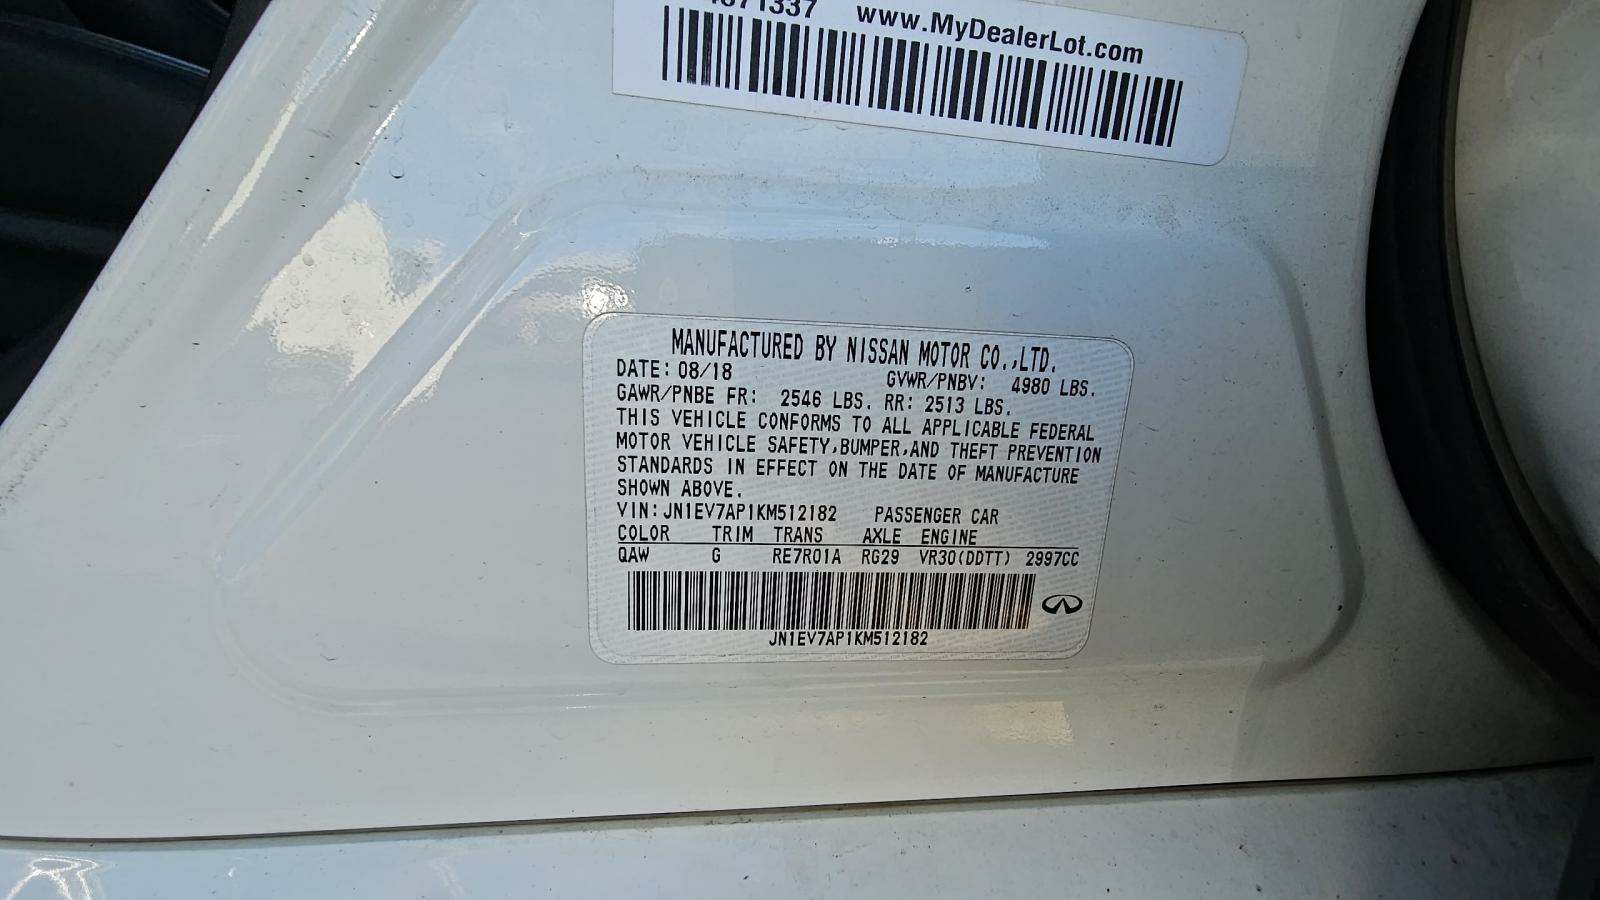 www.MyDealerLot.com
MANUFACTURED BY NISSAN MOTOR CO.,LTD.
DATE: 08/18 GVWR/PNBV: 4980 LBS.
GAWR/PNBE FR: 2546 LBS. RR: 2513 LBS.
THIS VEHICLE CONFORMS TO ALL APPLICABLE FEDERAL
MOTOR VEHICLE SAFETY,BUMPER,AND THEFT PREVENTION
STANDARDS IN EFFECT ON THE DATE OF MANUFACTURE
SHOWN ABOVE.
VIN:JN1EV7AP1KM512182 PASSENGER CAR
COLOR TRIM TRANS AXLE ENGINE
QAW G RE7R01A RG29 VR30(DDTT) 2997CC
JN1EV7AP1KM512182